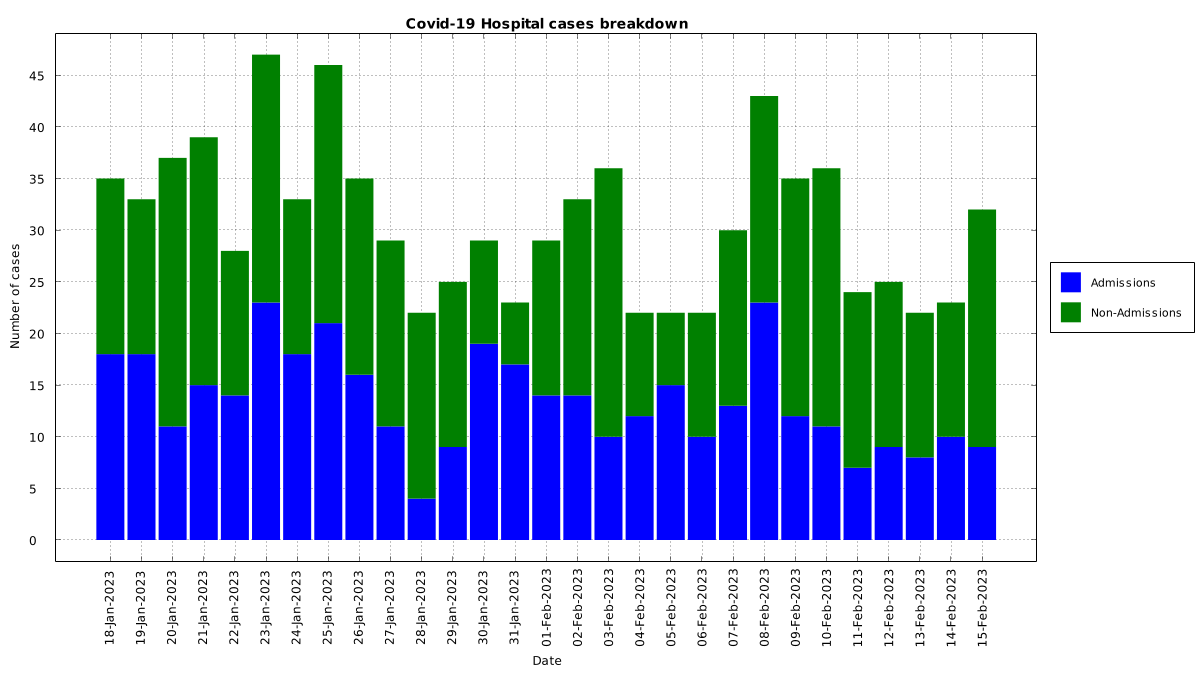 Covid-19 Hospital cases breakdown
45
40
35
30
25
20
15
10
5
0
Number of cases
18-Jan-2023
19-Jan-2023
20-Jan-2023
21-Jan-2023
22-Jan-2023
23-Jan-2023
24-Jan-2023
25-Jan-2023
26-Jan-2023
27-Jan-2023
28-Jan-2023
29-Jan-2023
30-Jan-2023
31-Jan-2023
01-Feb-2023
02-Feb-2023
03-Feb-2023
04-Feb-2023
05-Feb-2023
06-Feb-2023
07-Feb-2023
08-Feb-2023
09-Feb-2023
10-Feb-2023
11-Feb-2023
12-Feb-2023
13-Feb-2023
14-Feb-2023
15-Feb-2023
Date
Admissions
Non-Admissions